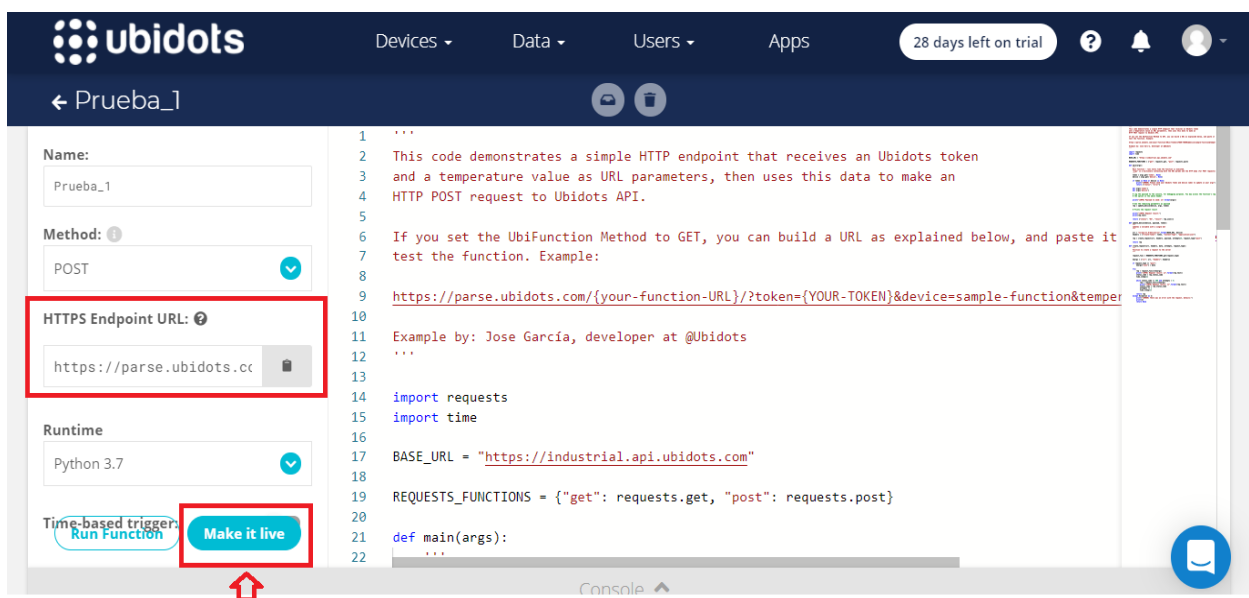 ubidots
Devices Data Users Apps 28 days left on trial ?
← Prueba_1
Name:
Prueba_1
Method: i
POST
HTTPS Endpoint URL: ?
https://parse.ubidots.cc
Runtime
Python 3.7
Time-based trigger:
Run Function Make it live
1 '''
2 This code demonstrates a simple HTTP endpoint that receives an Ubidots token
3 and a temperature value as URL parameters, then uses this data to make an
4 HTTP POST request to Ubidots API.
5
6 If you set the UbiFunction Method to GET, you can build a URL as explained below, and paste it
7 test the function. Example:
8
9 https://parse.ubidots.com/{your-function-URL}/?token={YOUR-TOKEN}&device=sample-function&temper
10
11 Example by: Jose García, developer at @Ubidots
12 '''
13
14 import requests
15 import time
16
17 BASE_URL = "https://industrial.api.ubidots.com"
18
19 REQUESTS_FUNCTIONS = {"get": requests.get, "post": requests.post}
20
21 def main(args):
22 '''
Console